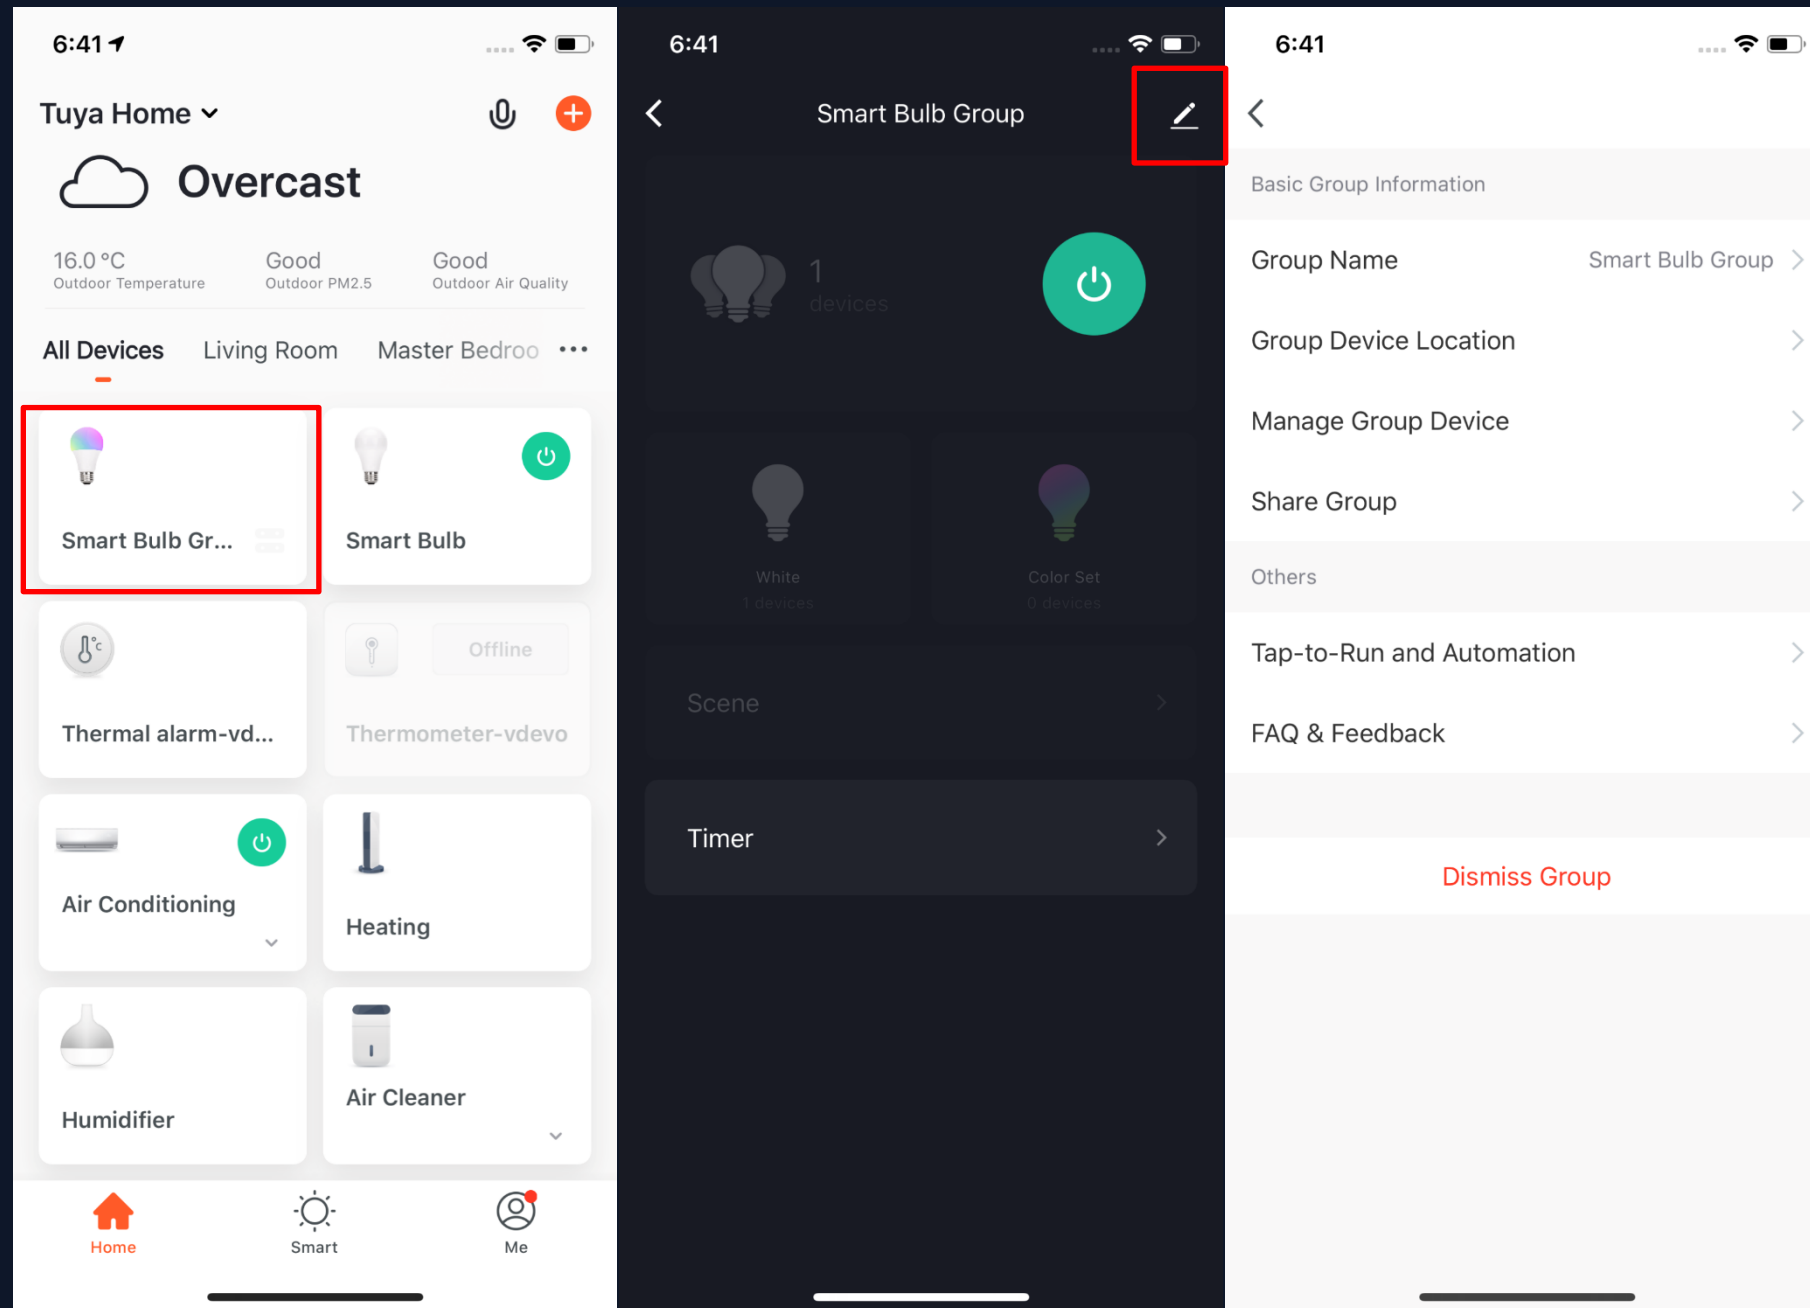 6:41
Tuya Home
Overcast
16.0 °C Good Good
Outdoor Temperature Outdoor PM2.5 Outdoor Air Quality
All Devices Living Room Master Bedroo
Smart Bulb Gr... Smart Bulb
Offline
Thermal alarm-vd... Thermometer-vdevo
Air Conditioning
Heating
Air Cleaner
Humidifier
Home Smart Me
6:41
Smart Bulb Group
1
devices
White Color Set
1 devices 0 devices
Scene
Timer
6:41
Basic Group Information
Group Name Smart Bulb Group
Group Device Location
Manage Group Device
Share Group
Others
Tap-to-Run and Automation
FAQ & Feedback
Dismiss Group